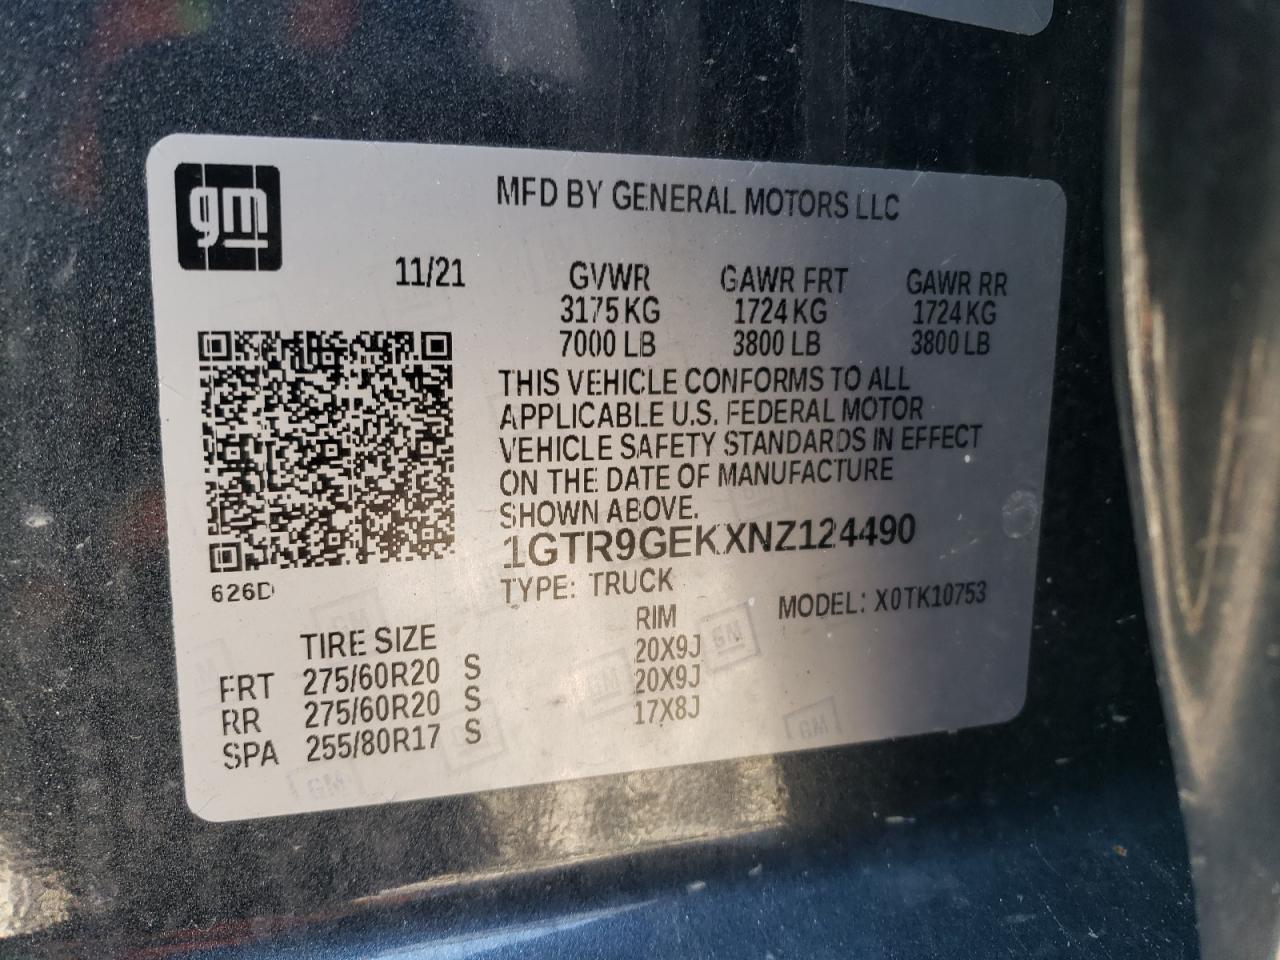 gm
MFD BY GENERAL MOTORS LLC
11/21 GVWR GAWR FRT GAWR RR
3175 KG 1724 KG 1724 KG
7000 LB 3800 LB 3800 LB
THIS VEHICLE CONFORMS TO ALL
APPLICABLE U.S. FEDERAL MOTOR
VEHICLE SAFETY STANDARDS IN EFFECT
ON THE DATE OF MANUFACTURE
SHOWN ABOVE.
1GTR9GEKXNZ124490
626D
TYPE: TRUCK MODEL: X0TK10753
TIRE SIZE RIM
FRT 275/60R20 S 20X9J
RR 275/60R20 S 20X9J
SPA 255/80R17 S 17X8J
GM
GM
GM